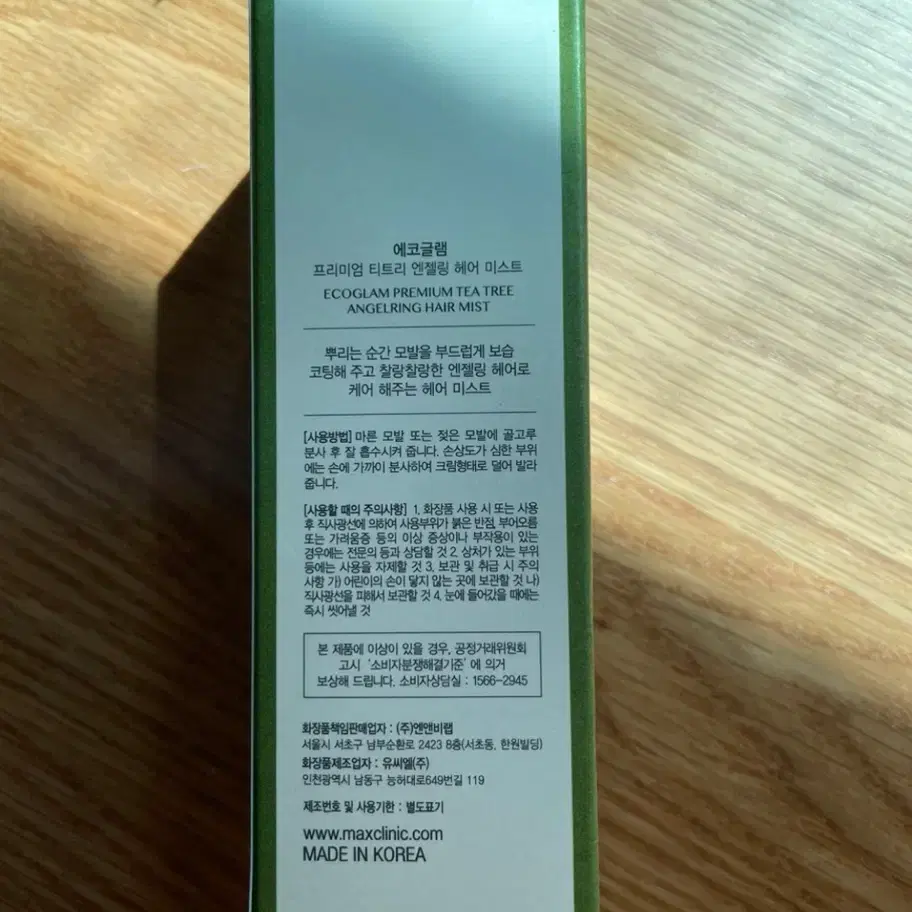 에코글램
프리미엄 티트리 엔젤링 헤어 미스트
ECOGLAM PREMIUM TEA TREE
ANGELRING HAIR MIST
뿌리는 순간 모발을 부드럽게 보습
코팅해 주고 찰랑찰랑한 엔젤링 헤어로
케어 해주는 헤어 미스트
[사용방법] 마른 모발 또는 젖은 모발에 골고루
분사 후 잘 흡수시켜 줍니다. 손상도가 심한 부위
에는 손에 가까이 분사하여 크림형태로 덜어 발라
줍니다.
[사용할 때의 주의사항] 1. 화장품 사용 시 또는 사용
후 직사광선에 의하여 사용부위가 붉은 반점, 부어오름
또는 가려움증 등의 이상 증상이나 부작용이 있는
경우에는 전문의 등과 상담할 것 2. 상처가 있는 부위
등에는 사용을 자제할 것 3. 보관 및 취급 시 주의
사항 가) 어린이의 손이 닿지 않는 곳에 보관할 것 나)
직사광선을 피해서 보관할 것 4. 눈에 들어갔을 때에는
즉시 씻어낼 것
본 제품에 이상이 있을 경우, 공정거래위원회
고시 '소비자분쟁해결기준' 에 의거
보상해 드립니다. 소비자상담실 : 1566-2945
화장품책임판매업자 : (주)엔앤비랩
서울시 서초구 남부순환로 2423 8층(서초동, 한원빌딩)
화장품제조업자 : 유씨엘(주)
인천광역시 남동구 능허대로649번길 119
제조번호 및 사용기한 : 별도표기
www.maxclinic.com
MADE IN KOREA